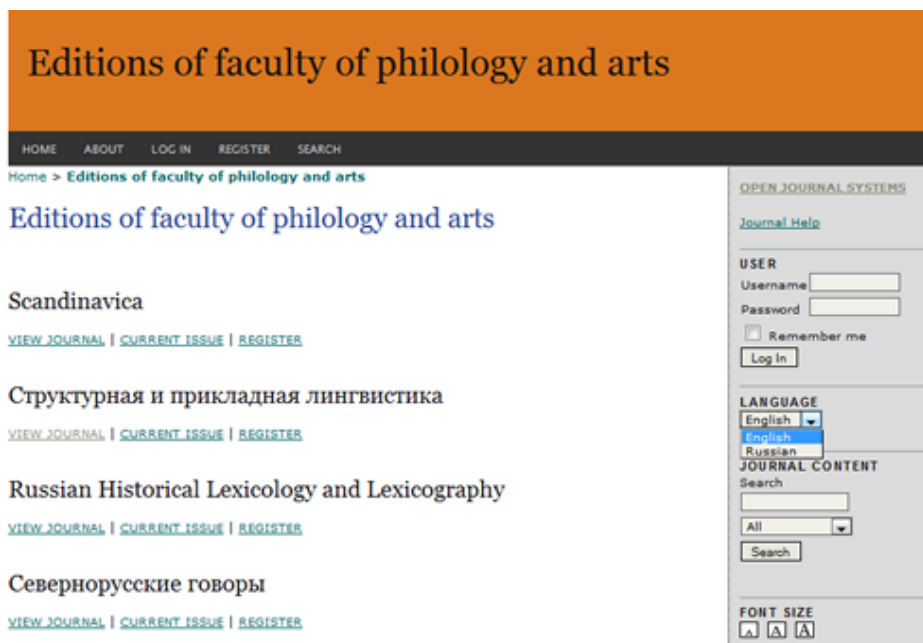 Editions of faculty of philology and arts
HOME ABOUT LOG IN REGISTER SEARCH
Home > Editions of faculty of philology and arts
Editions of faculty of philology and arts
Scandinavica
VIEW JOURNAL | CURRENT ISSUE | REGISTER
Структурная и прикладная лингвистика
VIEW JOURNAL | CURRENT ISSUE | REGISTER
Russian Historical Lexicology and Lexicography
VIEW JOURNAL | CURRENT ISSUE | REGISTER
Севернорусские говоры
VIEW JOURNAL | CURRENT ISSUE | REGISTER
OPEN JOURNAL SYSTEMS
Journal Help
USER
Username
Password
Remember me
Log In
LANGUAGE
English
English
Russian
JOURNAL CONTENT
Search
All
Search
FONT SIZE
A A A